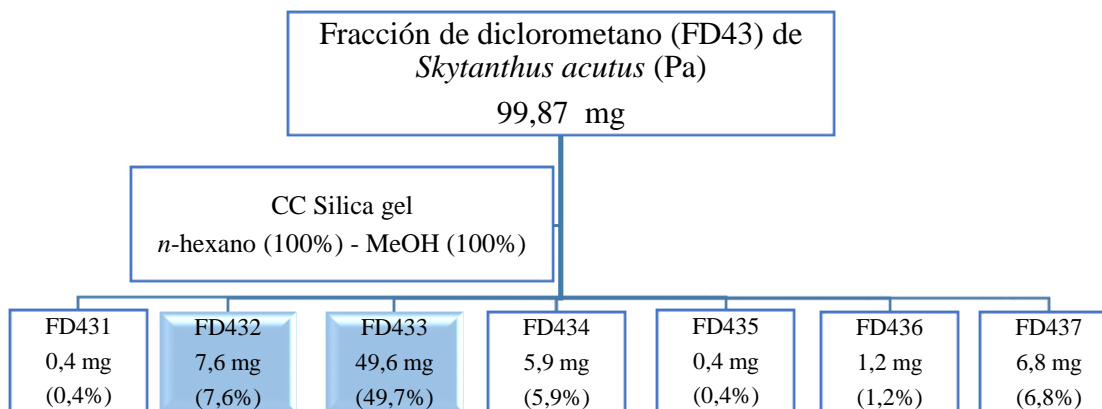 Fracción de diclorometano (FD43) de
Skytanthus acutus (Pa)
99,87 mg
CC Silica gel
n-hexano (100%) - MeOH (100%)
FD431
0,4 mg
(0,4%)
FD432
7,6 mg
(7,6%)
FD433
49,6 mg
(49,7%)
FD434
5,9 mg
(5,9%)
FD435
0,4 mg
(0,4%)
FD436
1,2 mg
(1,2%)
FD437
6,8 mg
(6,8%)